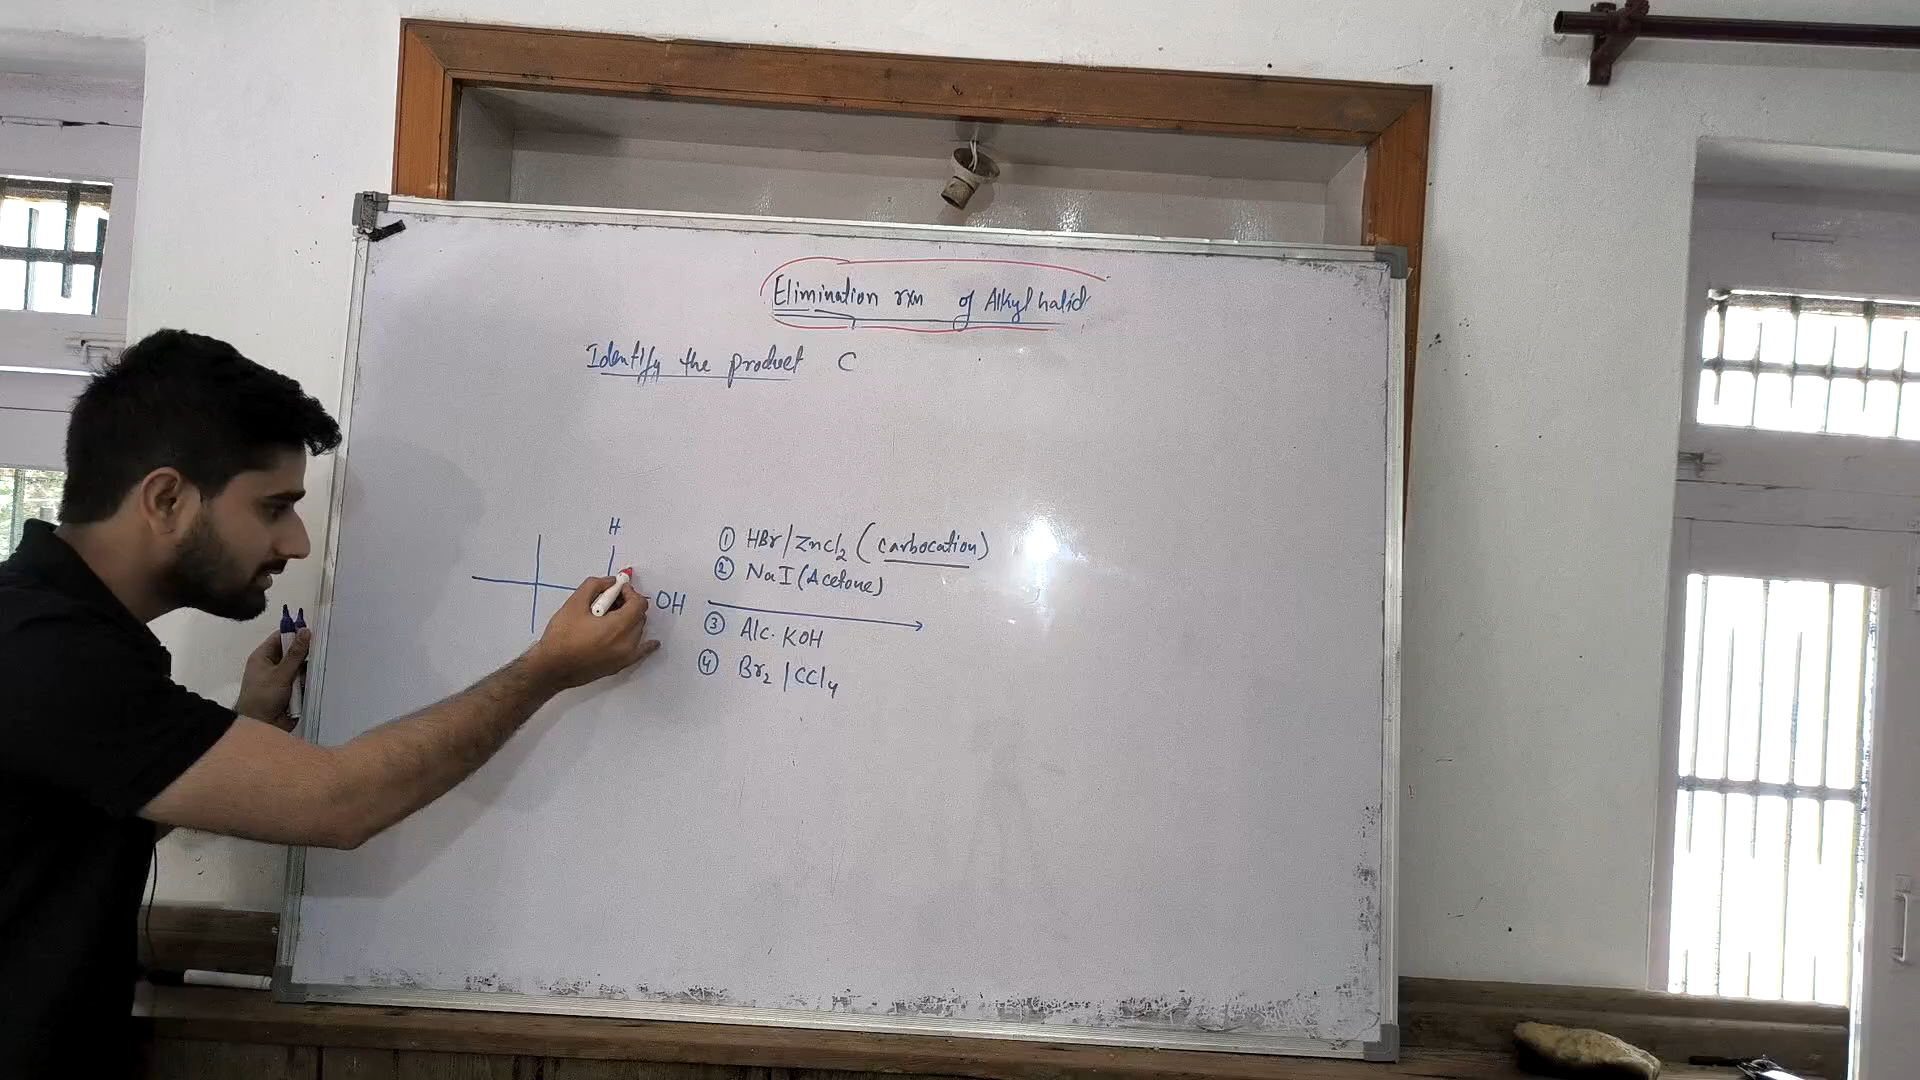 Elimination rxn of Alkyl halid
Identify the product C
H
OH
① HBr/ZnCl2 (carbocation)
② NaI (Acetone)
③ Alc. KOH
④ Br2 /CCl4